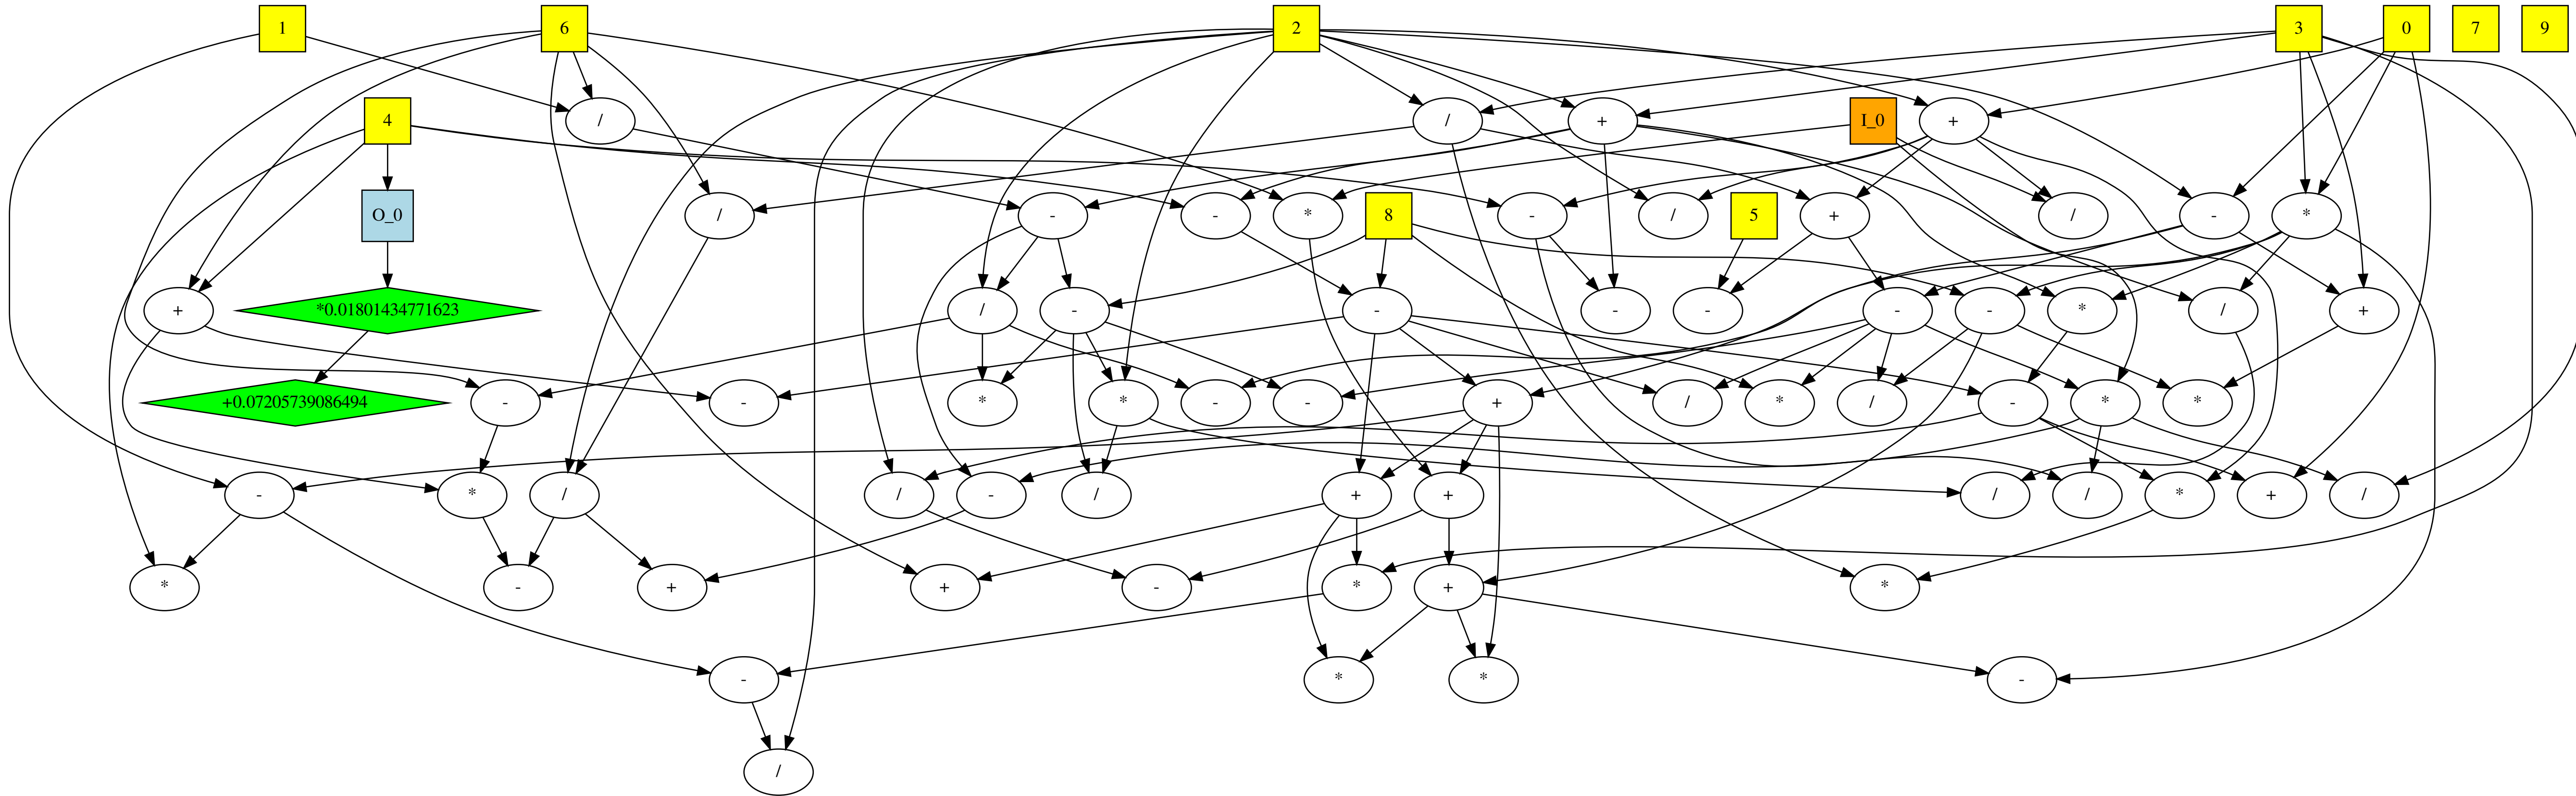 1 6 2 3 0 7 9
4 / / + I_0 +
O_0 / - - * 8 - / 5 + / - *
+ *0.01801434771623 / - - - - - - * / +
+0.07205739086494 - - * * - - + / * / - * *
- * / / - / + + / / * + /
* - + + - * + *
- * * -
/